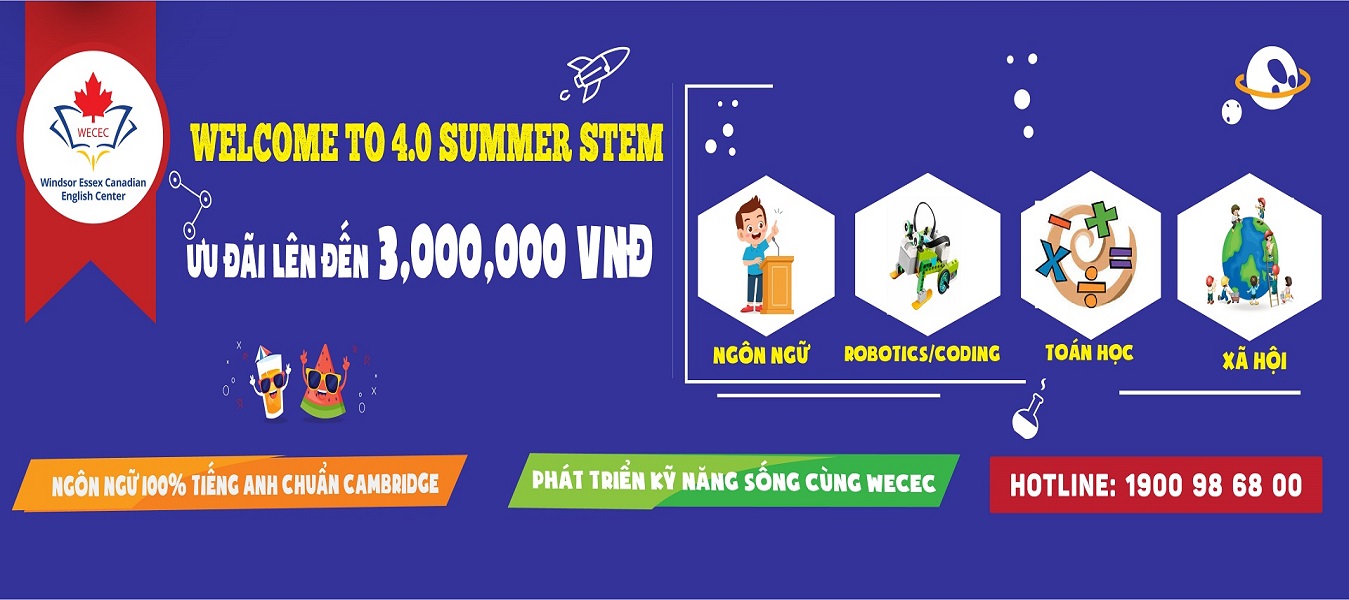 WECEC
Windsor Essex Canadian
English Center
WELCOME TO 4.0 SUMMER STEM
ƯU ĐÃI LÊN ĐẾN 3,000,000 VNĐ
NGÔN NGỮ
ROBOTICS/CODING
TOÁN HỌC
XÃ HỘI
NGÔN NGỮ 100% TIẾNG ANH CHUẨN CAMBRIDGE
PHÁT TRIỂN KỸ NĂNG SỐNG CÙNG WECEC
HOTLINE: 1900 98 68 00